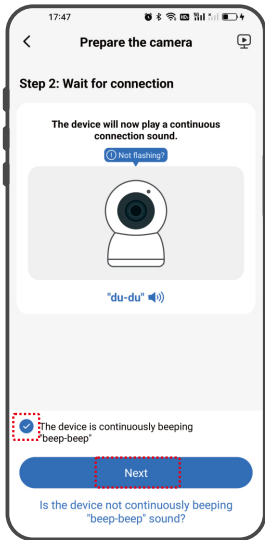 17:47
Prepare the camera
Step 2: Wait for connection
The device will now play a continuous
connection sound.
Not flashing?
"du-du"
The device is continuously beeping
"beep-beep"
Next
Is the device not continuously beeping
"beep-beep" sound?